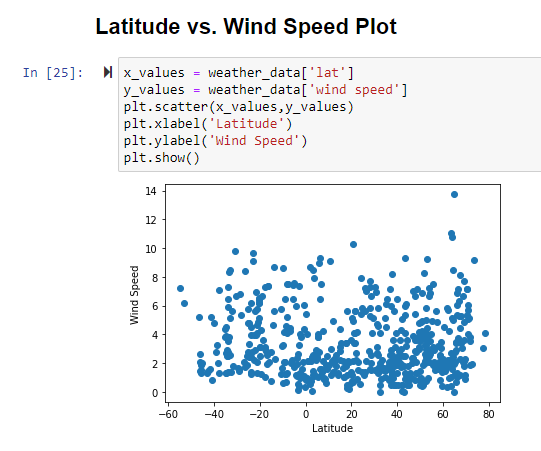 Latitude vs. Wind Speed Plot
In [25]:
x_values = weather_data['lat']
y_values = weather_data['wind speed']
plt.scatter(x_values,y_values)
plt.xlabel('Latitude')
plt.ylabel('Wind Speed')
plt.show()
14
12
10
8
6
4
2
0
Wind Speed
−60 −40 −20 0 20 40 60 80
Latitude